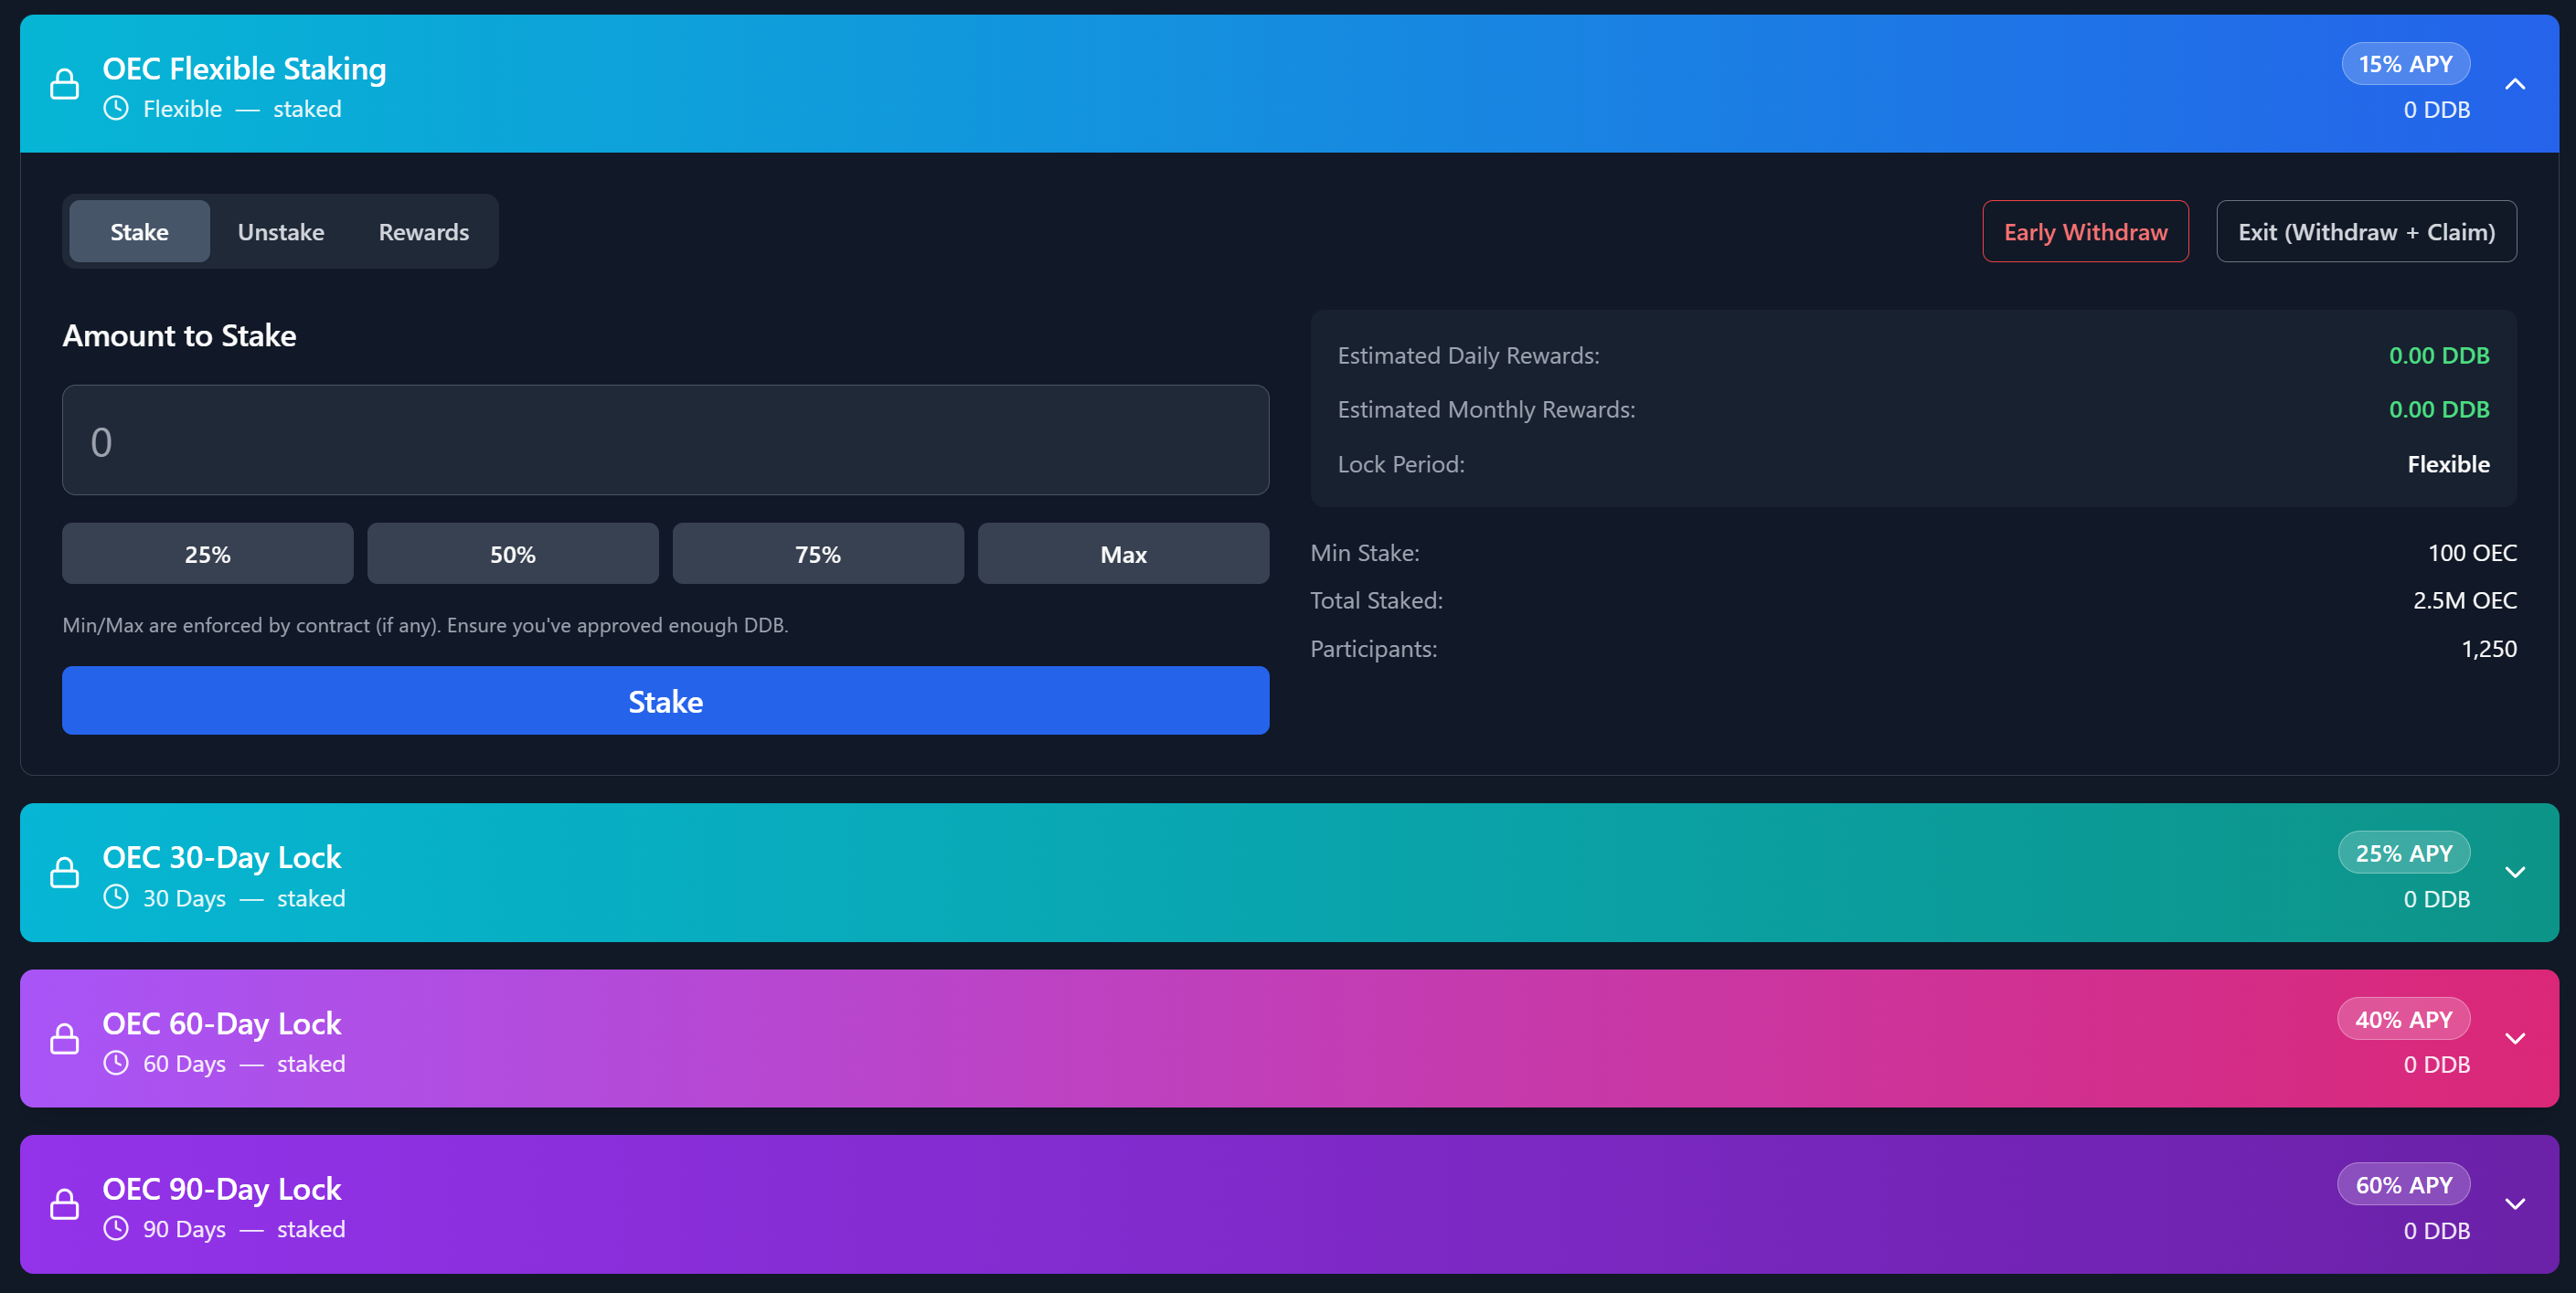 OEC Flexible Staking
Flexible — staked
15% APY
0 DDB
Stake Unstake Rewards
Early Withdraw
Exit (Withdraw + Claim)
Amount to Stake
0
25% 50% 75% Max
Min/Max are enforced by contract (if any). Ensure you've approved enough DDB.
Stake
Estimated Daily Rewards: 0.00 DDB
Estimated Monthly Rewards: 0.00 DDB
Lock Period: Flexible
Min Stake: 100 OEC
Total Staked: 2.5M OEC
Participants: 1,250
OEC 30-Day Lock
30 Days — staked
25% APY
0 DDB
OEC 60-Day Lock
60 Days — staked
40% APY
0 DDB
OEC 90-Day Lock
90 Days — staked
60% APY
0 DDB